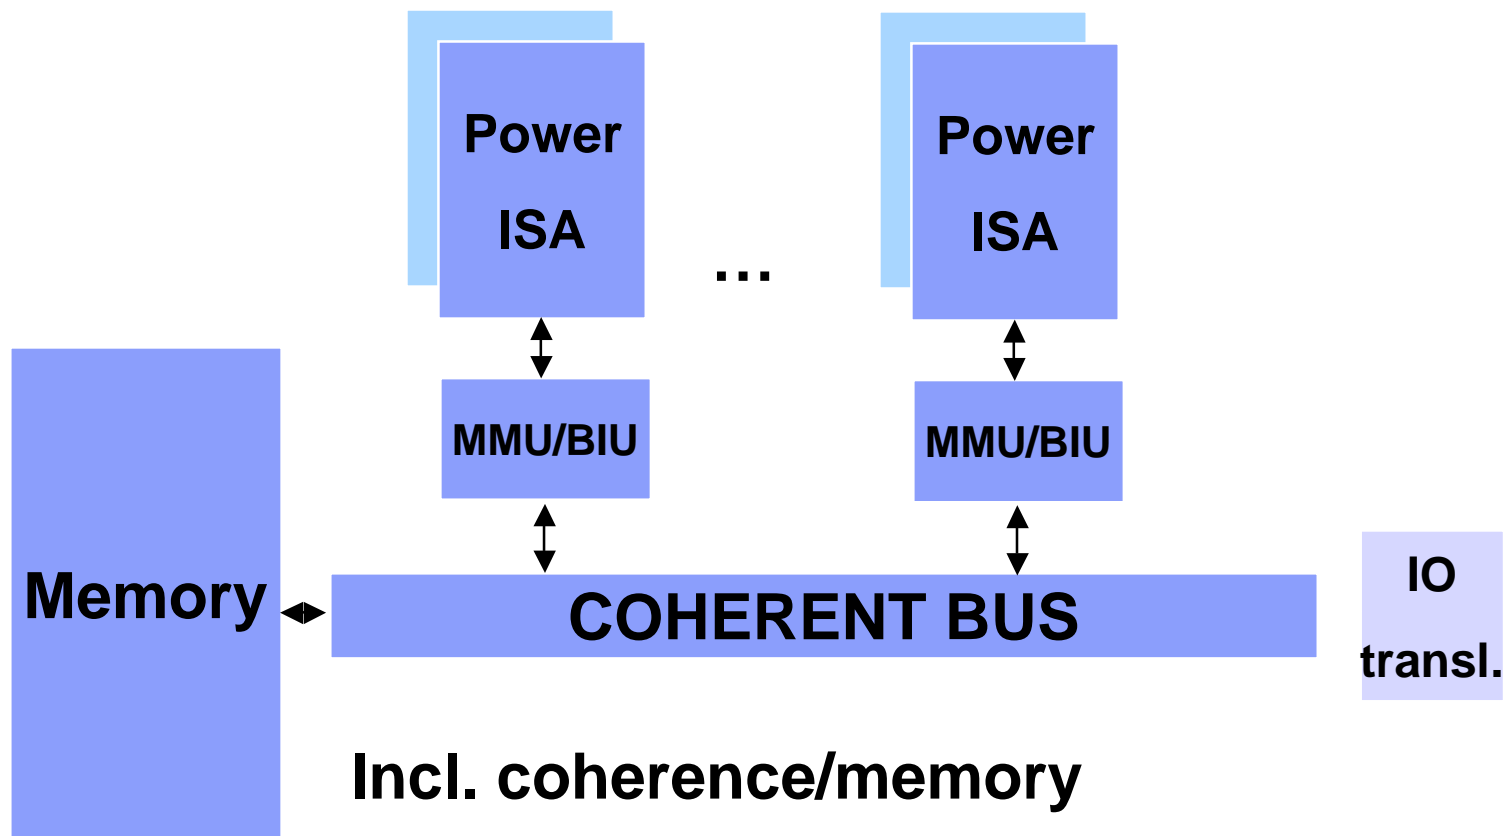 Power
ISA
Power
ISA
...
MMU/BIU
MMU/BIU
Memory
COHERENT BUS
IO
transl.
Incl. coherence/memory